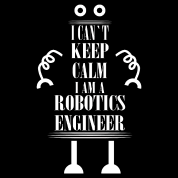 I CAN`T
KEEP
CALM
I AM A
ROBOTICS
ENGINEER